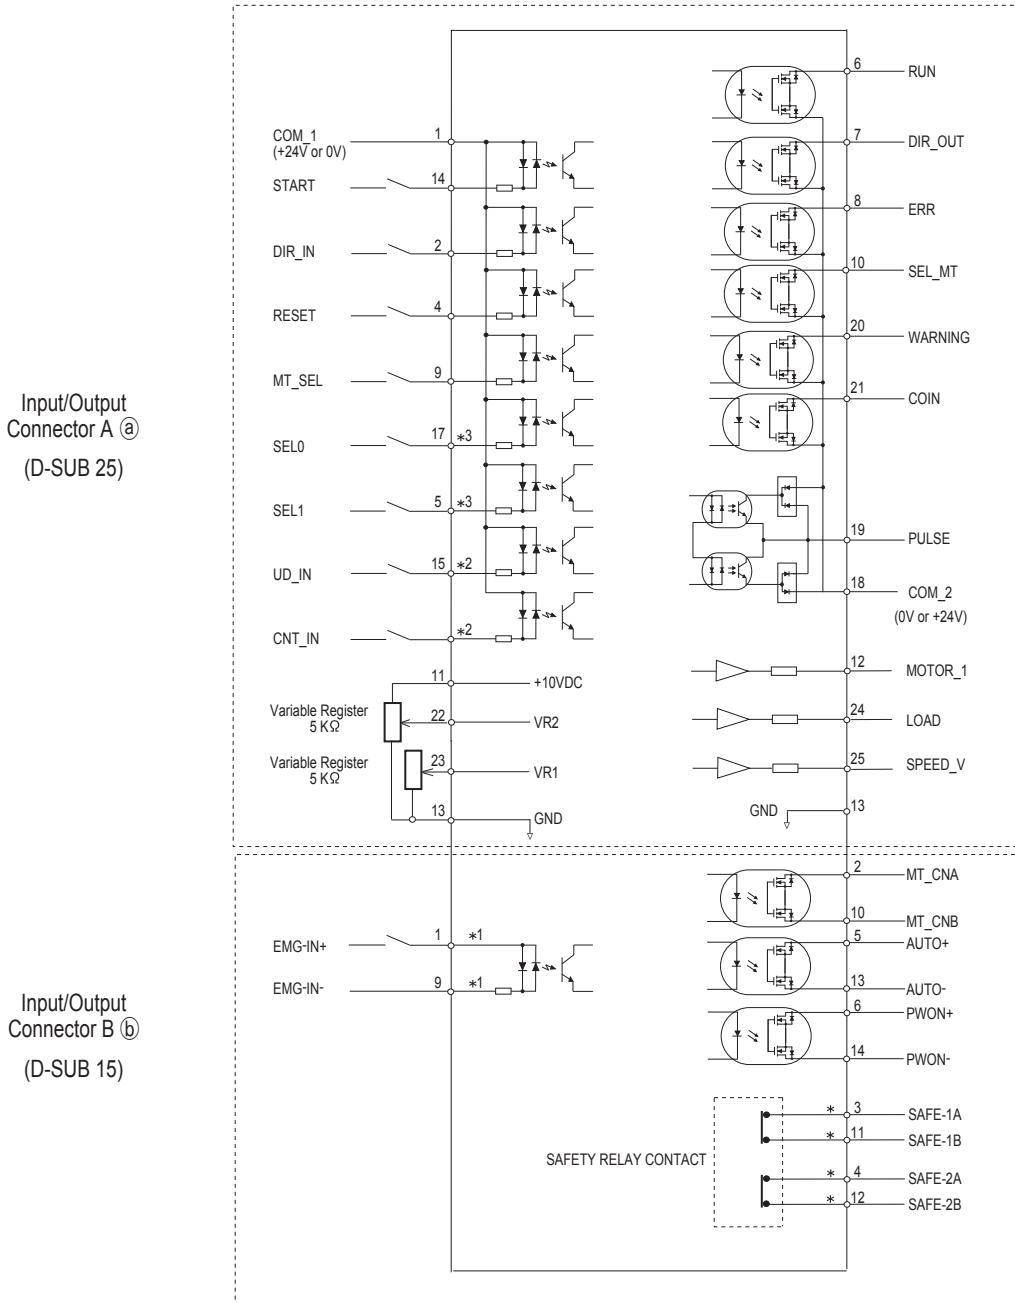 Input/Output
Connector A ⓐ
(D-SUB 25)
COM_1
(+24V or 0V)
1
START
14
DIR_IN
2
RESET
4
MT_SEL
9
SEL0
17 *3
SEL1
5 *3
UD_IN
15 *2
CNT_IN
*2
11
+10VDC
Variable Register
5 KΩ
22
VR2
Variable Register
5 KΩ
23
VR1
13
GND
6
RUN
7
DIR_OUT
8
ERR
10
SEL_MT
20
WARNING
21
COIN
19
PULSE
18
COM_2
(0V or +24V)
12
MOTOR_1
24
LOAD
25
SPEED_V
GND
13
Input/Output
Connector B ⓑ
(D-SUB 15)
EMG-IN+
1 *1
EMG-IN-
9 *1
2
MT_CNA
10
MT_CNB
5
AUTO+
13
AUTO-
6
PWON+
14
PWON-
SAFETY RELAY CONTACT
* 3
SAFE-1A
* 11
SAFE-1B
* 4
SAFE-2A
* 12
SAFE-2B